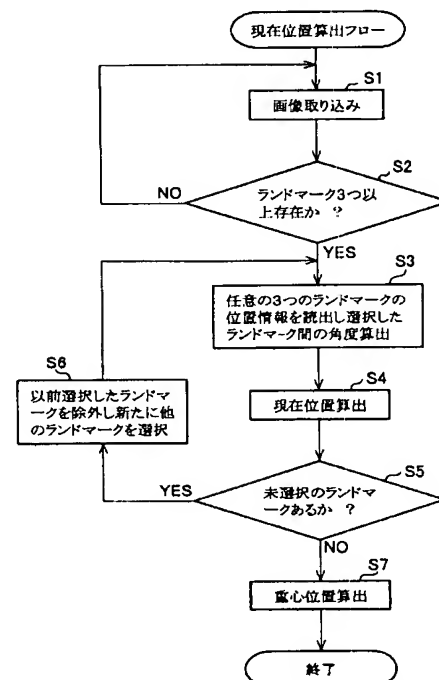 現在位置算出フロー
S1
画像取り込み
S2
ランドマーク3つ以
上存在か ?
NO
YES
S3
任意の3つのランドマークの
位置情報を読出し選択した
ランドマーク間の角度算出
S6
以前選択したランドマ
ークを除外し新たに他
のランドマークを選択
S4
現在位置算出
S5
未選択のランドマ
ークあるか ?
YES
NO
S7
重心位置算出
終了